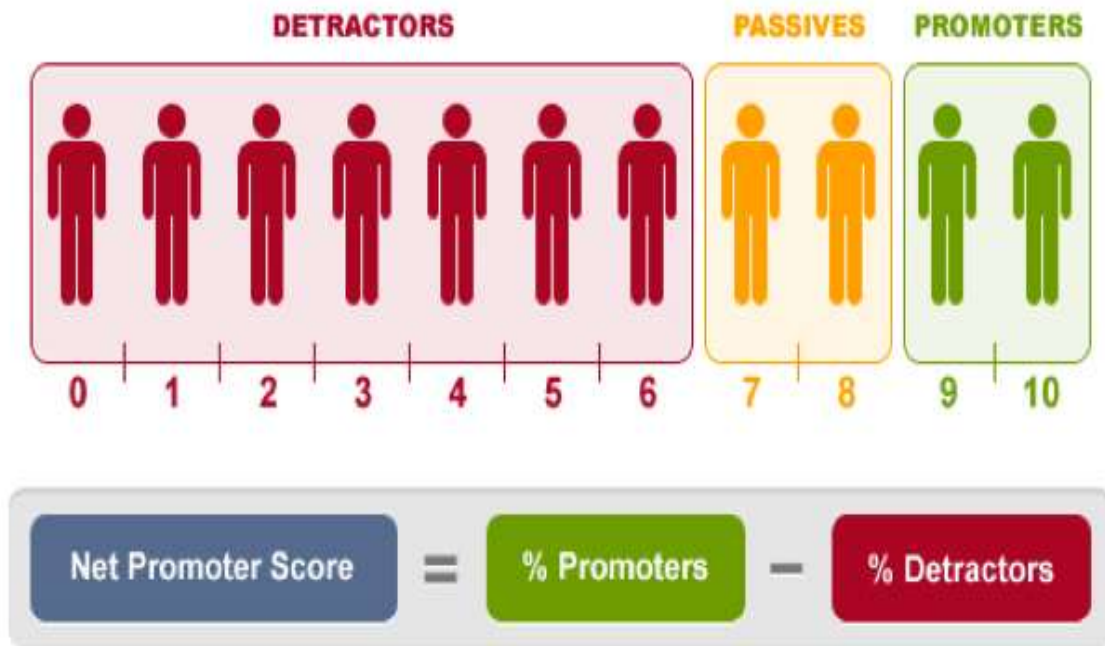 DETRACTORS PASSIVES PROMOTERS
0 1 2 3 4 5 6 7 8 9 10
Net Promoter Score = % Promoters – % Detractors